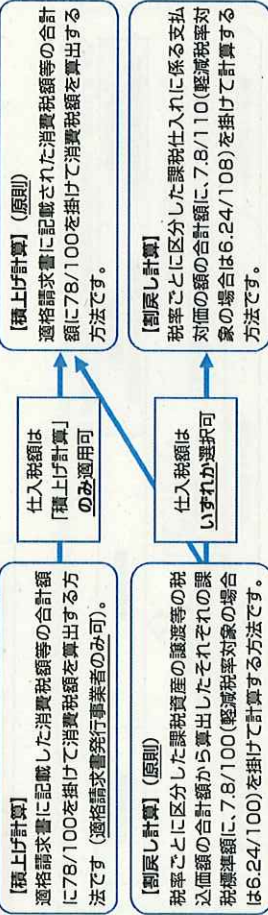 【積上げ計算】
適格請求書に記載した消費税額等の合計額
に78/100を掛けて消費税額を算出する方
法です（適格請求書発行事業者のみ可）。
【割戻し計算】（原則）
税率ごとに区分した課税資産の譲渡等の税
込価額の合計額から算出したそれぞれの課
税標準額に、7.8/100(軽減税率対象の場合
は6.24/100)を掛けて計算する方法です。
仕入税額は
「積上げ計算」
のみ適用可
仕入税額は
いずれか選択可
【積上げ計算】（原則）
適格請求書に記載された消費税額等の合計
額に78/100を掛けて消費税額を算出する
方法です。
【割戻し計算】
税率ごとに区分した課税仕入れに係る支払
対価の額の合計額に、7.8/110(軽減税率対
象の場合は6.24/108)を掛けて計算する
方法です。